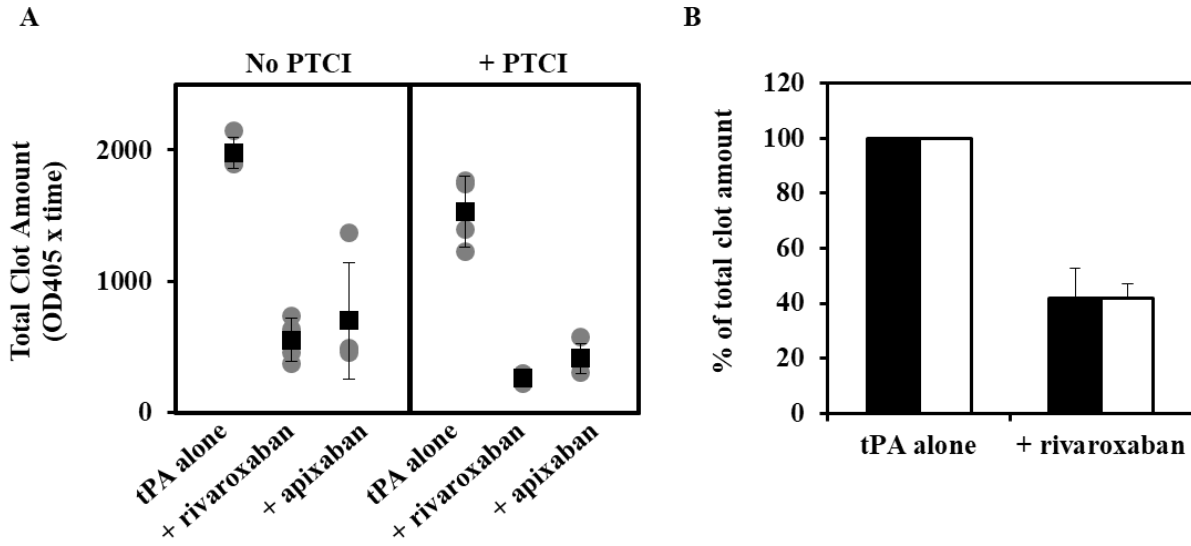 A
No PTCI
+ PTCI
Total Clot Amount
(OD405 x time)
2000
1000
0
tPA alone
+ rivaroxaban
+ apixaban
tPA alone
+ rivaroxaban
+ apixaban
B
% of total clot amount
120
100
80
60
40
20
0
tPA alone
+ rivaroxaban